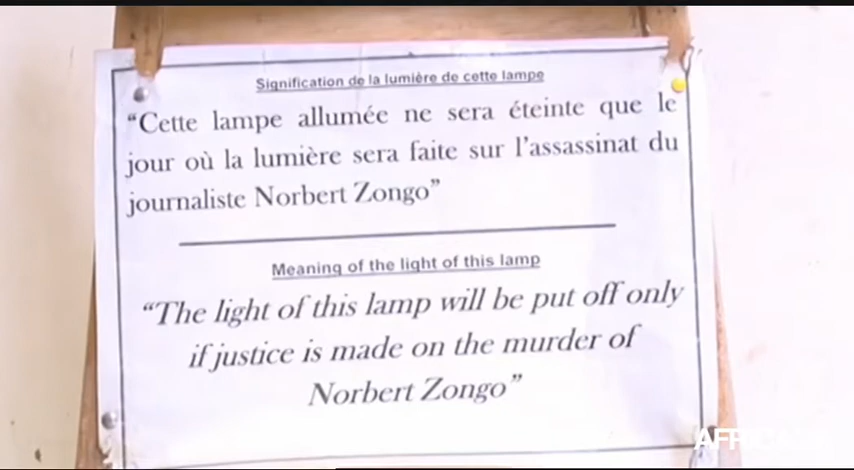 Signification de la lumière de cette lampe
“Cette lampe allumée ne sera éteinte que le
jour où la lumière sera faite sur l’assassinat du
journaliste Norbert Zongo”
Meaning of the light of this lamp
“The light of this lamp will be put off only
if justice is made on the murder of
Norbert Zongo”